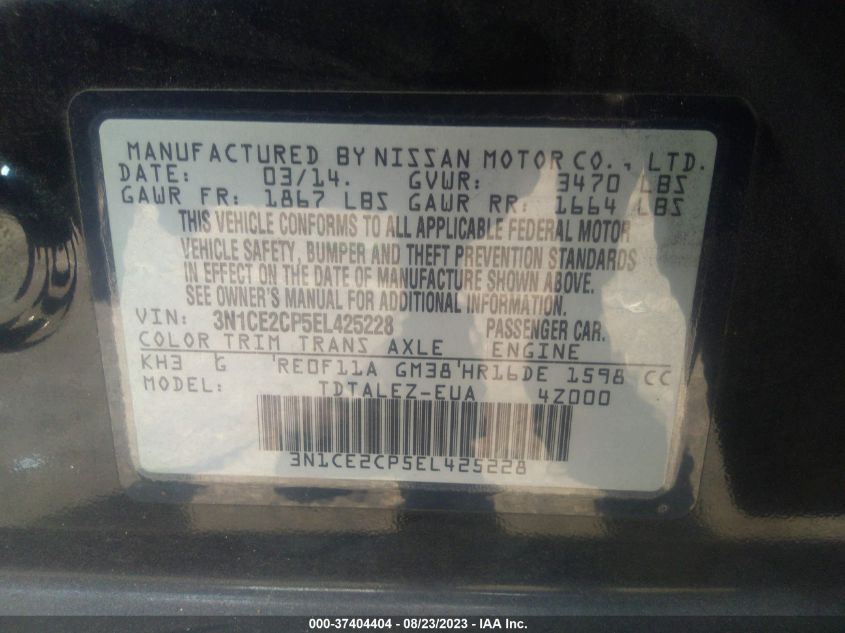 MANUFACTURED BY NISSAN MOTOR CO., LTD.
DATE: 03/14. GVWR: 3470 LBS
GAWR FR: 1867 LBS GAWR RR: 1664 LBS
THIS VEHICLE CONFORMS TO ALL APPLICABLE FEDERAL MOTOR
VEHICLE SAFETY, BUMPER AND THEFT PREVENTION STANDARDS
IN EFFECT ON THE DATE OF MANUFACTURE SHOWN ABOVE.
SEE OWNER'S MANUAL FOR ADDITIONAL INFORMATION.
VIN: 3N1CE2CP5EL425228 PASSENGER CAR.
COLOR TRIM TRANS AXLE ENGINE
KH3 G 'RE0F11A GM38'HR16DE 1598 CC
MODEL: TDTALEZ-EUA 4Z000
3N1CE2CP5EL425228
000-37404404 - 08/23/2023 - IAA Inc.